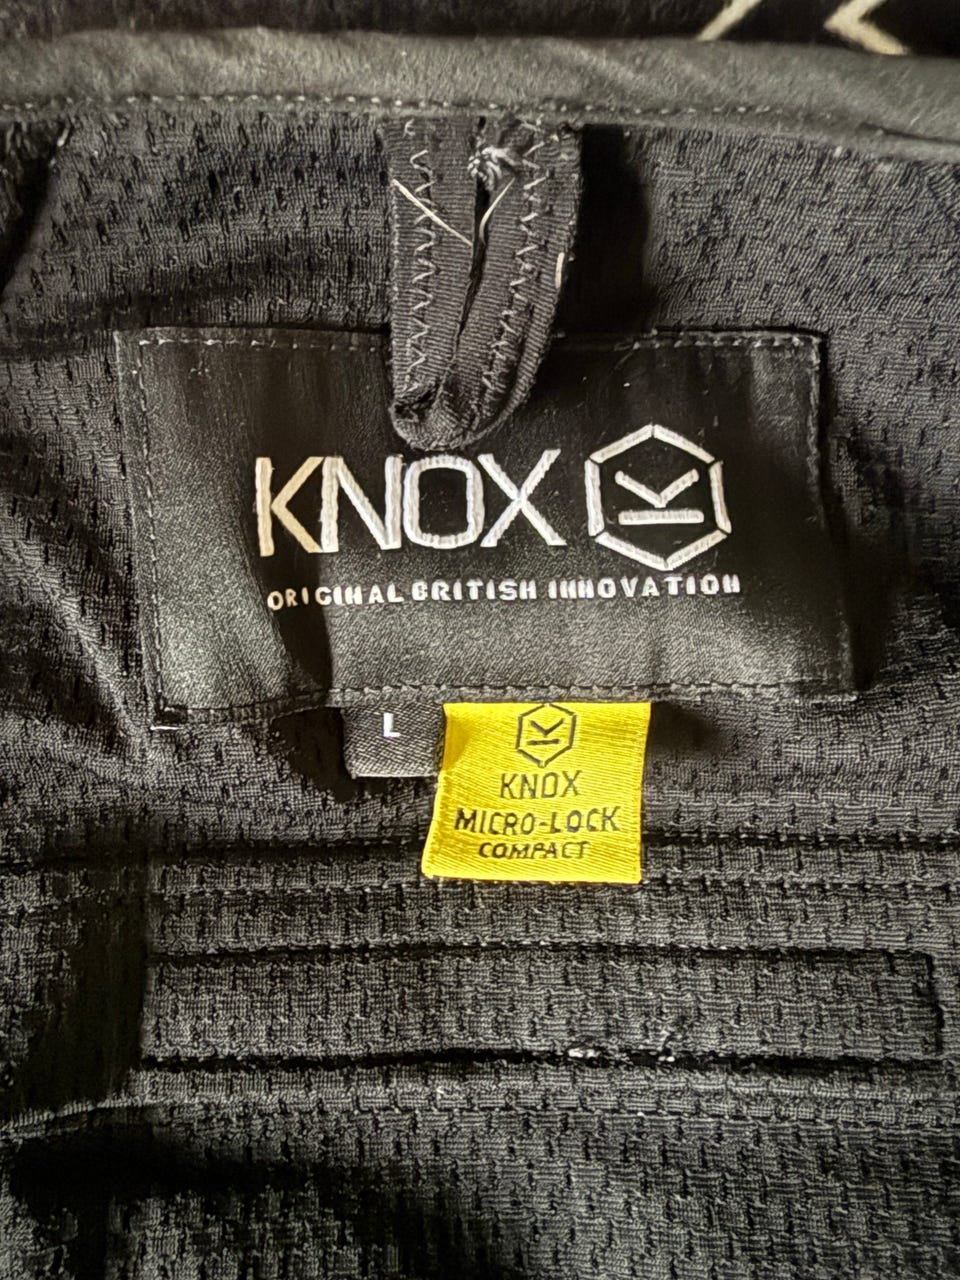 KNOX
ORIGINAL BRITISH INNOVATION
L
KNOX
MICRO-LOCK
COMPACT